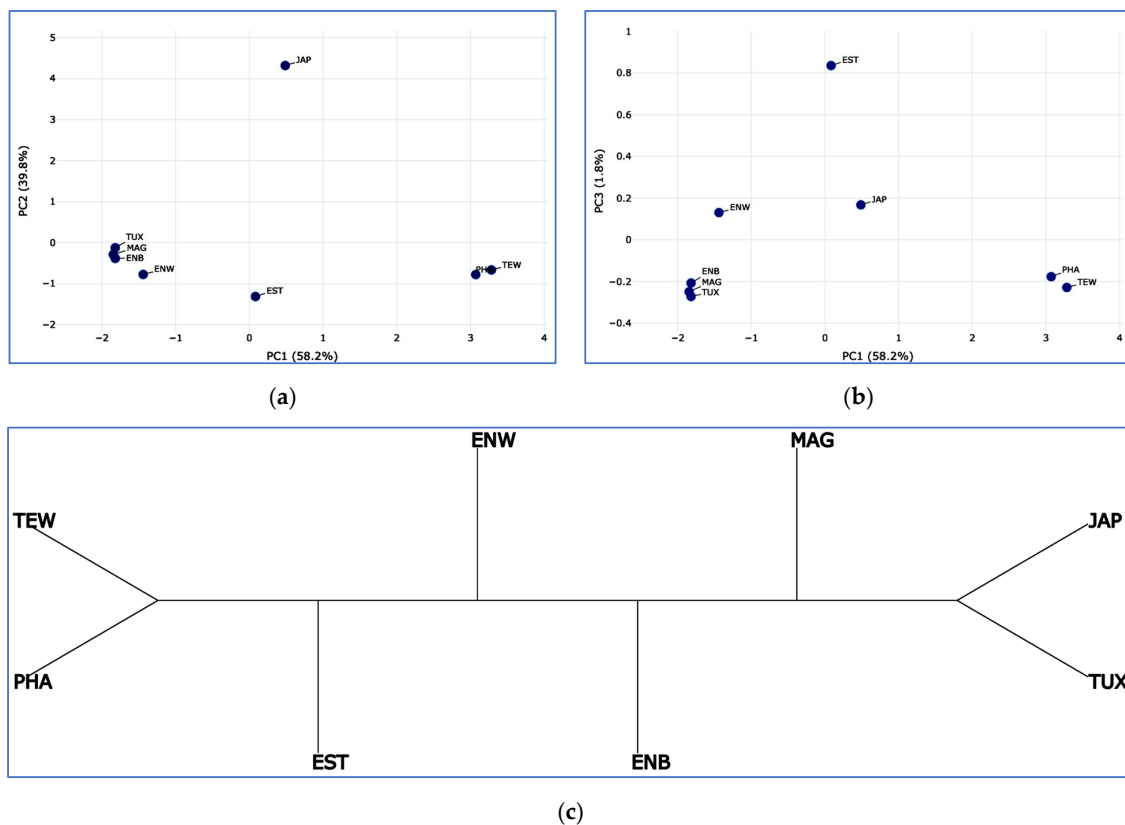 5
4
3
2
1
0
−1
−2
PC2 (39.8%)
JAP
TUX
MAG
ENB
ENW
EST
PHA
TEW
−2
−1
0
1
2
3
4
PC1 (58.2%)
(a)
1
0.8
0.6
0.4
0.2
0
−0.2
−0.4
PC3 (1.8%)
EST
JAP
ENW
ENB
MAG
TUX
PHA
TEW
−2
−1
0
1
2
3
4
PC1 (58.2%)
(b)
ENW
MAG
TEW
JAP
PHA
TUX
EST
ENB
(c)